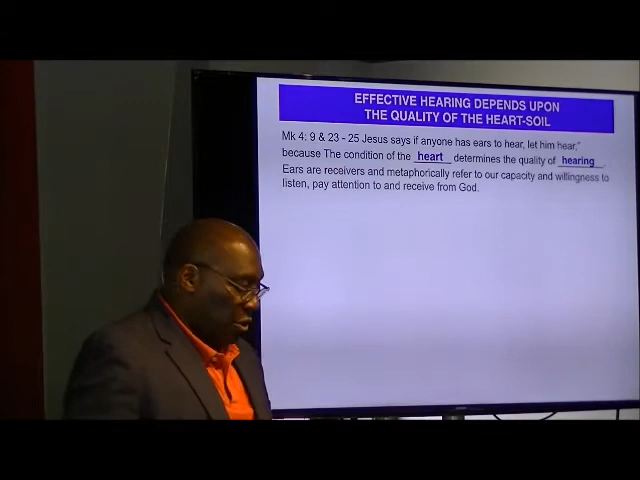 EFFECTIVE HEARING DEPENDS UPON
THE QUALITY OF THE HEART-SOIL
Mk 4: 9 & 23 - 25 Jesus says if anyone has ears to hear, let him hear,"
because The condition of the heart determines the quality of hearing.
Ears are receivers and metaphorically refer to our capacity and willingness to
listen, pay attention to and receive from God.